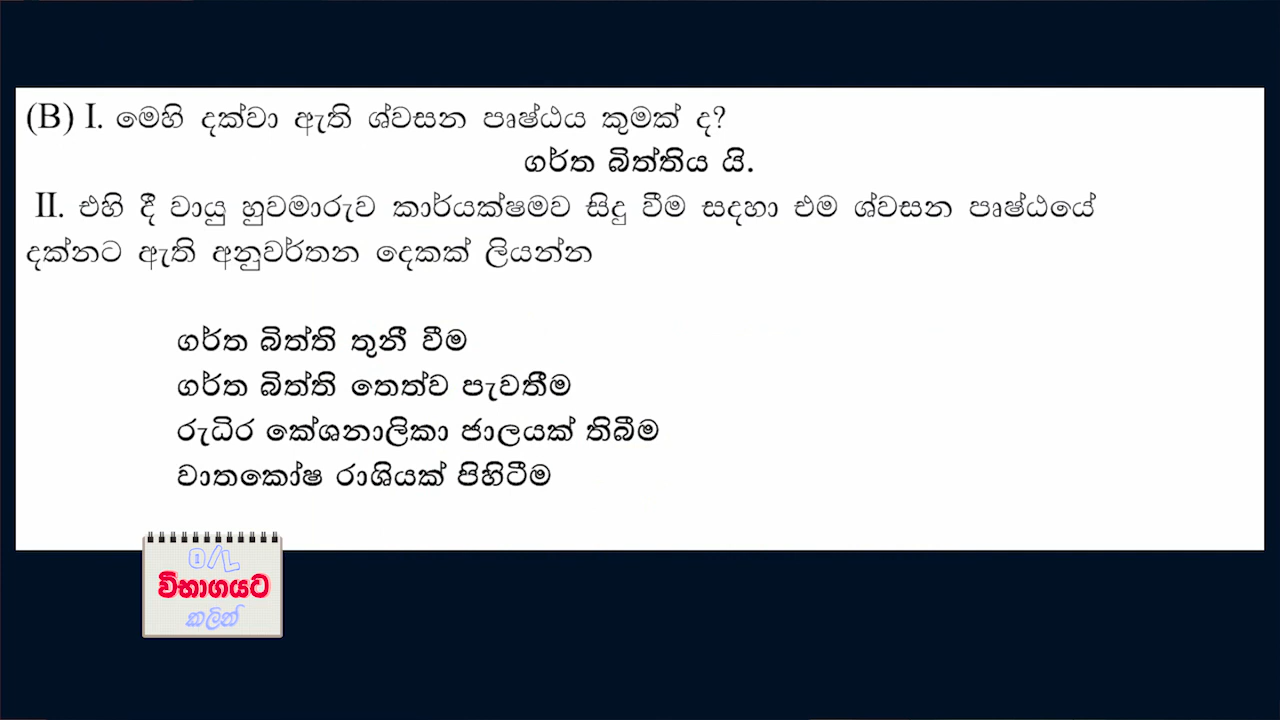 (B) I. මෙහි දක්වා ඇති ශ්වසන පෘෂ්ඨය කුමක් ද?
ගර්ත බිත්තිය යි.
II. එහි දී වායු හුවමාරුව කාර්යක්ෂමව සිදු වීම සදහා එම ශ්වසන පෘෂ්ඨයේ
දක්නට ඇති අනුවර්තන දෙකක් ලියන්න
ගර්ත බිත්ති තුනී වීම
ගර්ත බිත්ති තෙත්ව පැවතීම
රුධිර කේශනාලිකා ජාලයක් තිබීම
වාතකෝෂ රාශියක් පිහිටීම
O/L
විභාගයට
කලින්